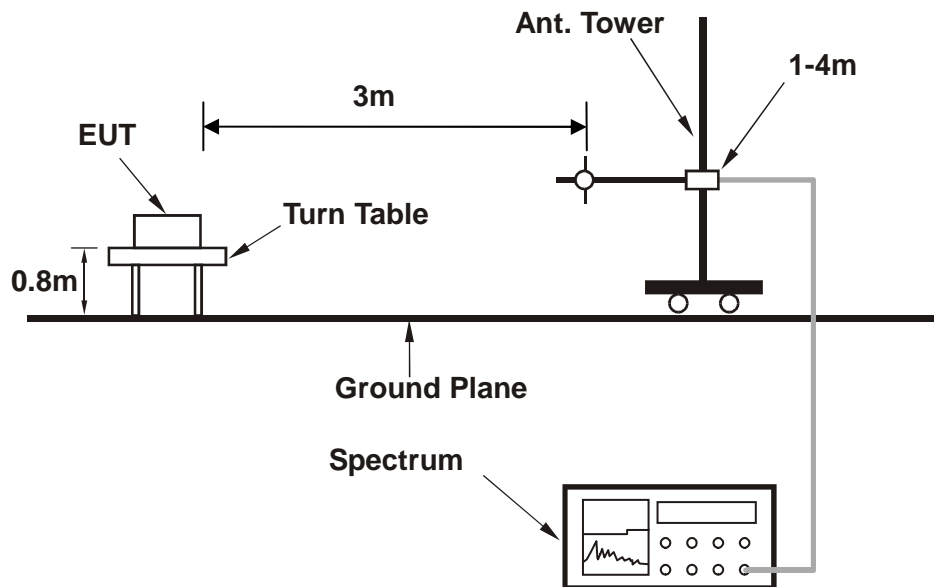 Ant. Tower
1-4m
3m
EUT
Turn Table
0.8m
Ground Plane
Spectrum